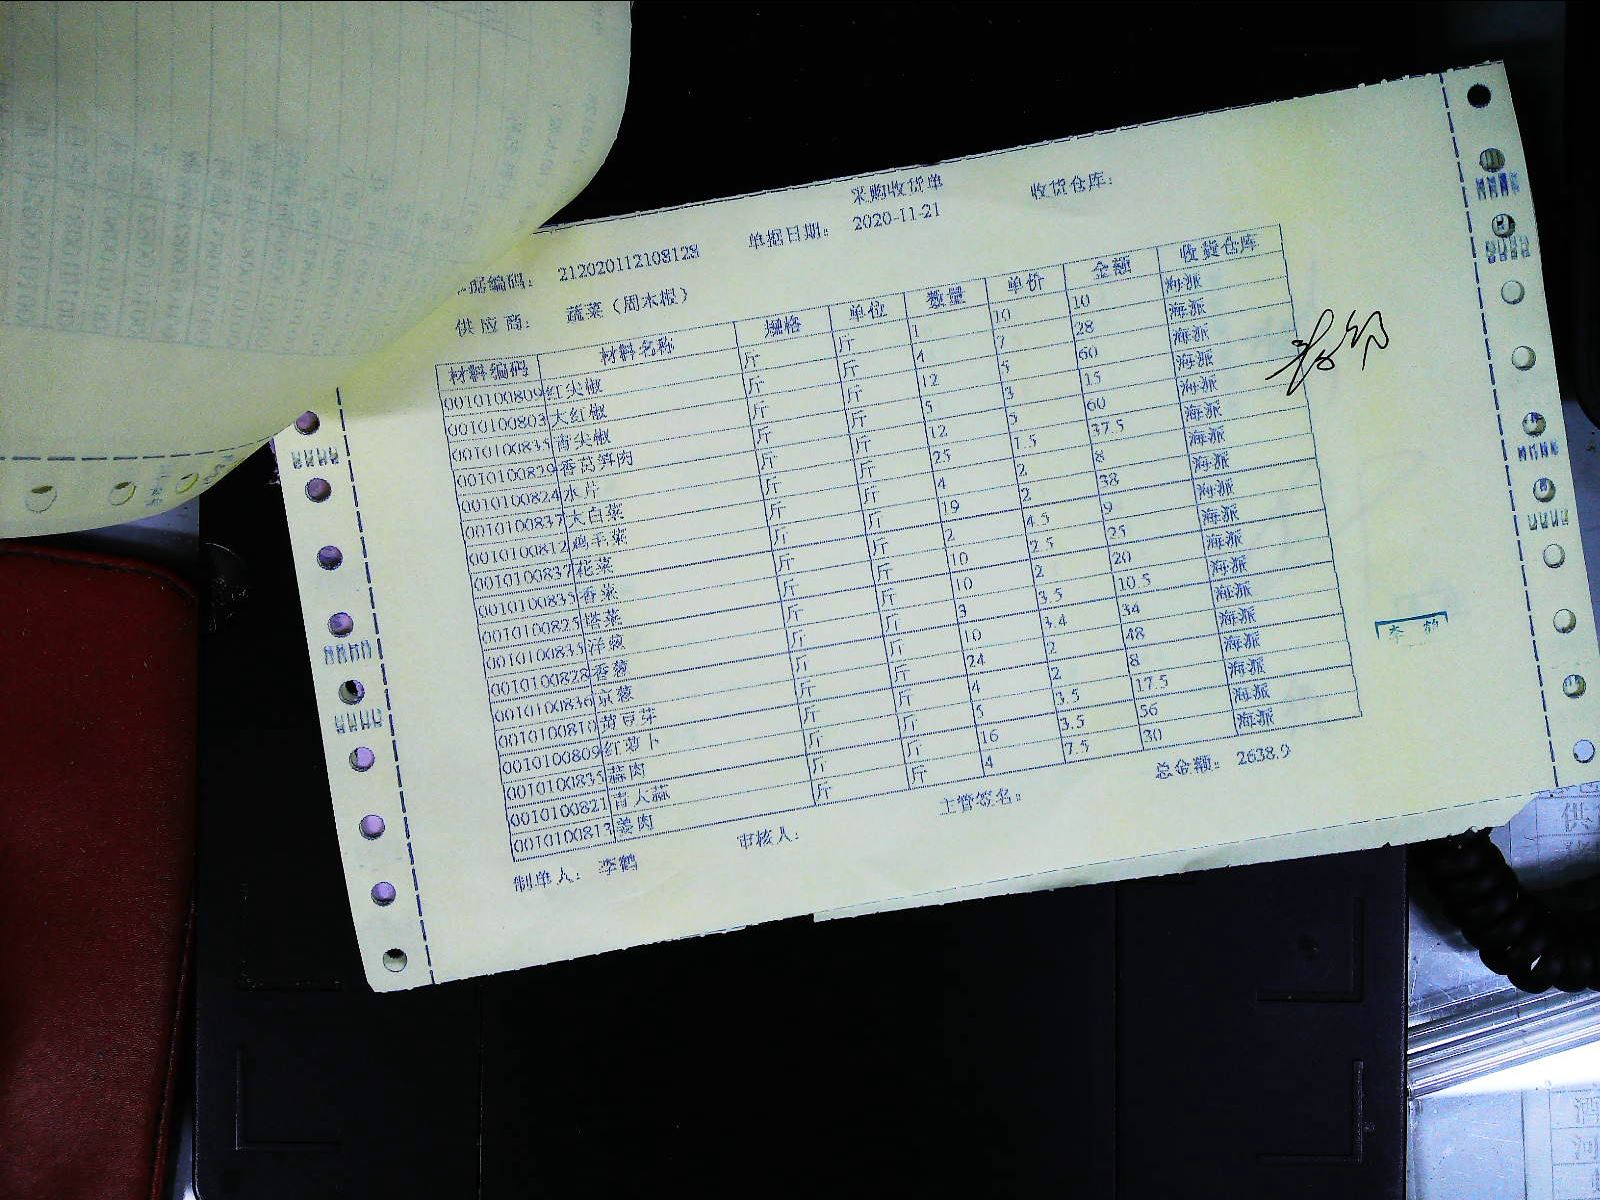 采购收货单
收货仓库:
据编码: 212020112108128 单据日期: 2020-11-21
供应商: 蔬菜(周木根)
材料编码 材料名称 规格 单位 数量 单价 金额 收货仓库
0010100809 红尖椒 斤 斤 1 10 10 海派
0010100803 大红椒 斤 斤 4 7 28 海派
青尖椒 斤 斤 12 5 60 海派
香莴笋肉 斤 斤 5 3 15 海派
0010100824 水片 斤 斤 12 5 60 海派
大白菜 斤 斤 25 1.5 37.5 海派
0010100812 鸡毛菜 斤 斤 4 2 8 海派
花菜 斤 斤 19 2 38 海派
香菜 斤 斤 2 4.5 9 海派
0010100825 塔菜 斤 斤 10 2.5 25 海派
洋葱 斤 斤 10 2 20 海派
0010100828 香葱 斤 斤 3 3.5 10.5 海派
京葱 斤 斤 10 3.4 34 海派
0010100810 黄豆芽 斤 斤 24 2 48 海派
0010100809 红萝卜 斤 斤 4 2 8 海派
蒜肉 斤 斤 5 3.5 17.5 海派
0010100821 青大蒜 斤 斤 16 3.5 56 海派
0010100813 姜肉 斤 斤 4 7.5 30 海派
总金额: 2638.9
制单人: 李鹤 审核人: 主管签名: